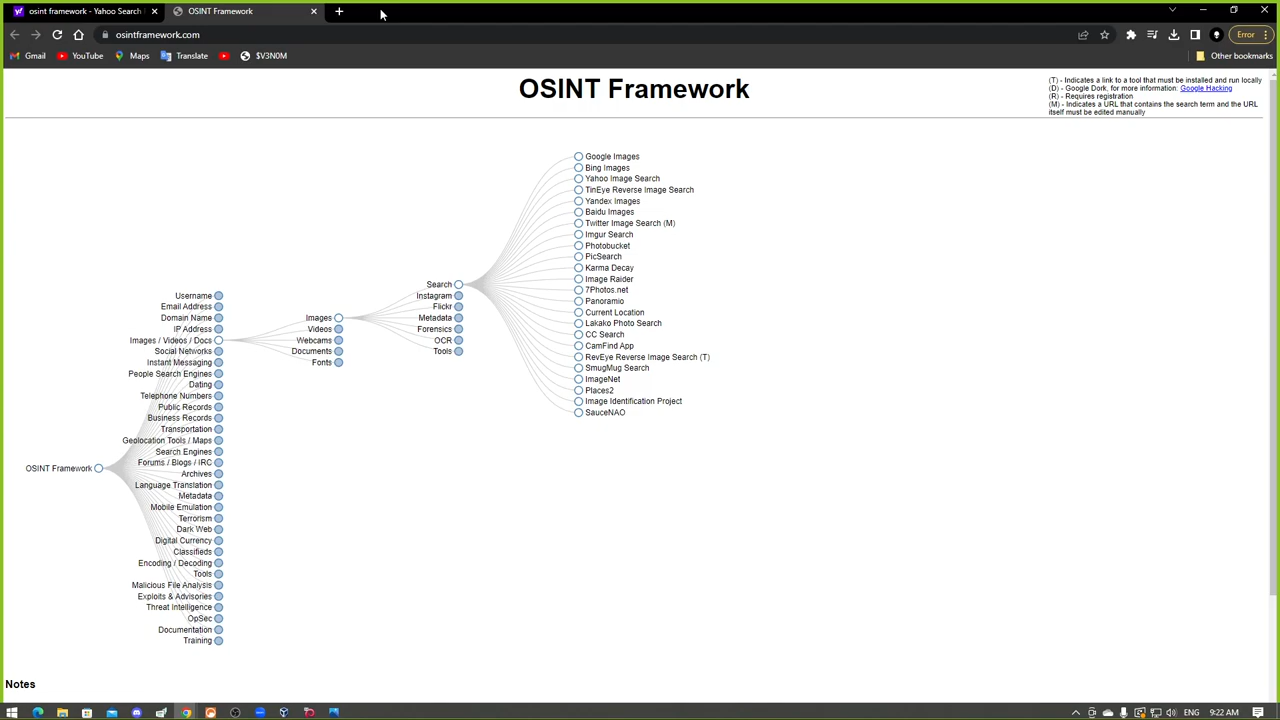 osint framework - Yahoo Search
OSINT Framework
osintframework.com
Error
Gmail
YouTube
Maps
Translate
$V3N0M
Other bookmarks
OSINT Framework
(T) - Indicates a link to a tool that must be installed and run locally
(D) - Google Dork, for more information: Google Hacking
(R) - Requires registration
(M) - Indicates a URL that contains the search term and the URL
itself must be edited manually
OSINT Framework
Username
Email Address
Domain Name
IP Address
Images / Videos / Docs
Social Networks
Instant Messaging
People Search Engines
Dating
Telephone Numbers
Public Records
Business Records
Transportation
Geolocation Tools / Maps
Search Engines
Forums / Blogs / IRC
Archives
Language Translation
Metadata
Mobile Emulation
Terrorism
Dark Web
Digital Currency
Classifieds
Encoding / Decoding
Tools
Malicious File Analysis
Exploits & Advisories
Threat Intelligence
OpSec
Documentation
Training
Images
Videos
Webcams
Documents
Fonts
Search
Instagram
Flickr
Metadata
Forensics
OCR
Tools
Google Images
Bing Images
Yahoo Image Search
TinEye Reverse Image Search
Yandex Images
Baidu Images
Twitter Image Search (M)
Imgur Search
Photobucket
PicSearch
Karma Decay
Image Raider
7Photos.net
Panoramio
Current Location
Lakako Photo Search
CC Search
CamFind App
RevEye Reverse Image Search (T)
SmugMug Search
ImageNet
Places2
Image Identification Project
SauceNAO
Notes
ENG
9:22 AM